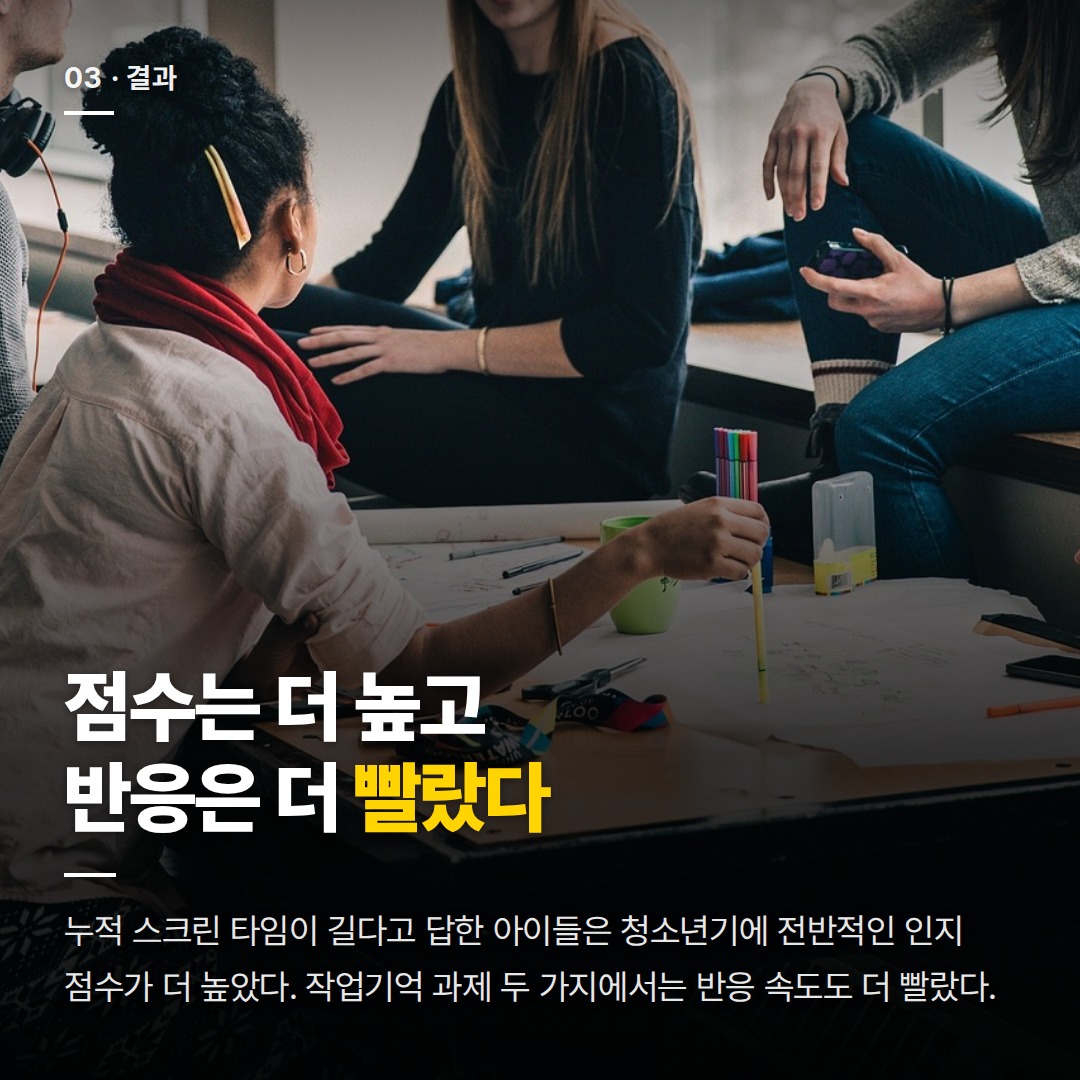 03 · 결과
점수는 더 높고
반응은 더 빨랐다
누적 스크린 타임이 길다고 답한 아이들은 청소년기에 전반적인 인지
점수가 더 높았다. 작업기억 과제 두 가지에서는 반응 속도도 더 빨랐다.